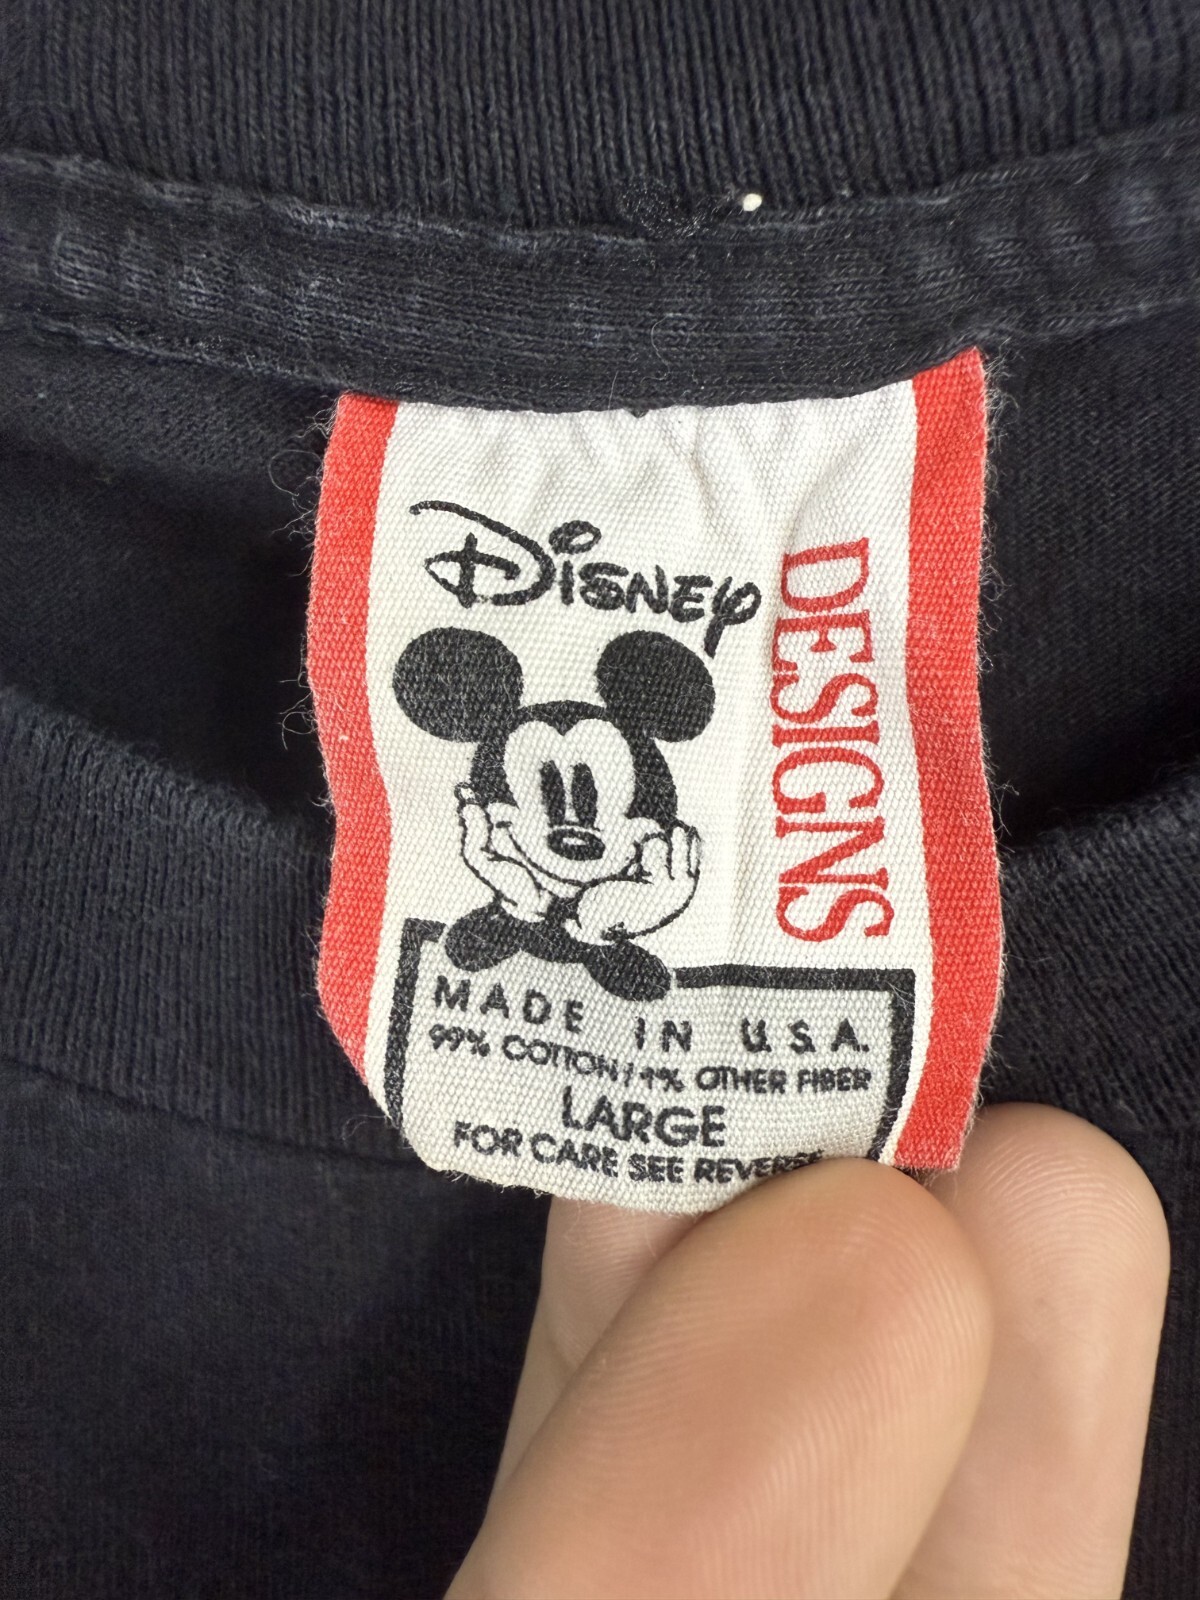 Disney
DESIGNS
MADE IN U.S.A.
99% COTTON/1% OTHER FIBER
LARGE
FOR CARE SEE REVERSE